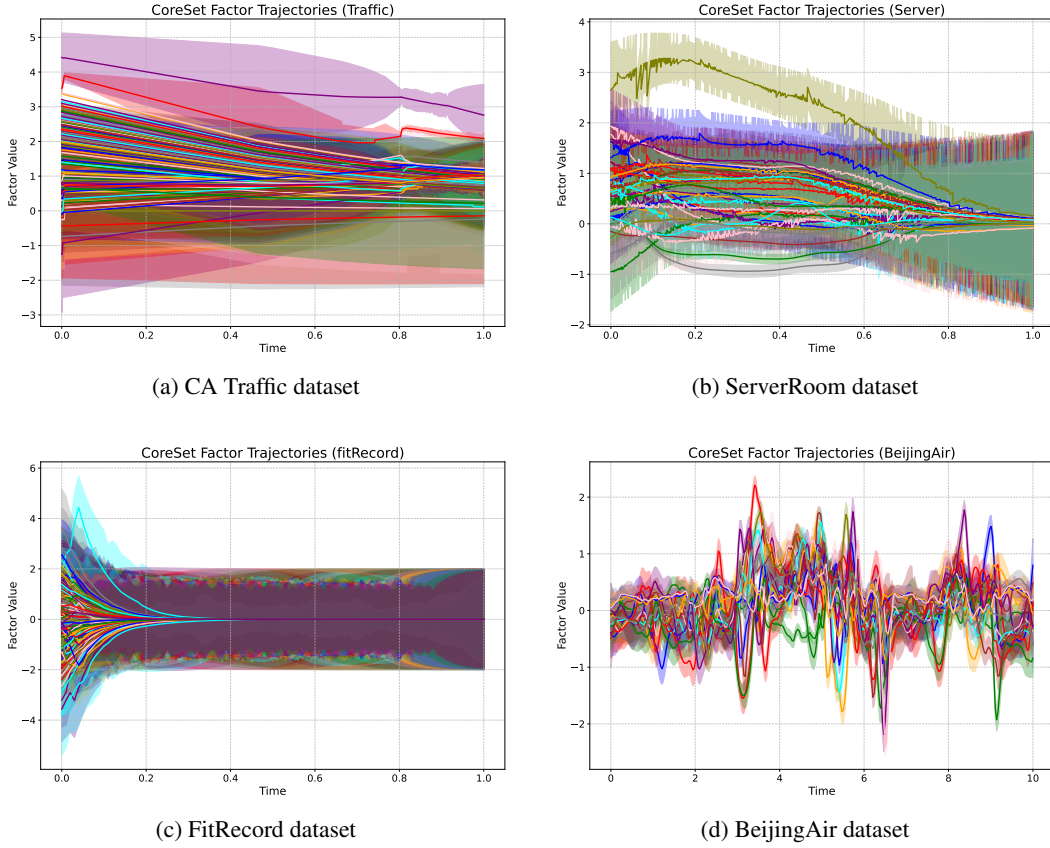 CoreSet Factor Trajectories (Traffic)
Factor Value
5
4
3
2
1
0
−1
−2
−3
0.0 0.2 0.4 0.6 0.8 1.0
Time
(a) CA Traffic dataset
CoreSet Factor Trajectories (Server)
Factor Value
4
3
2
1
0
−1
−2
0.0 0.2 0.4 0.6 0.8 1.0
Time
(b) ServerRoom dataset
CoreSet Factor Trajectories (fitRecord)
Factor Value
6
4
2
0
−2
−4
0.0 0.2 0.4 0.6 0.8 1.0
Time
(c) FitRecord dataset
CoreSet Factor Trajectories (BeijingAir)
Factor Value
2
1
0
−1
−2
0 2 4 6 8 10
Time
(d) BeijingAir dataset